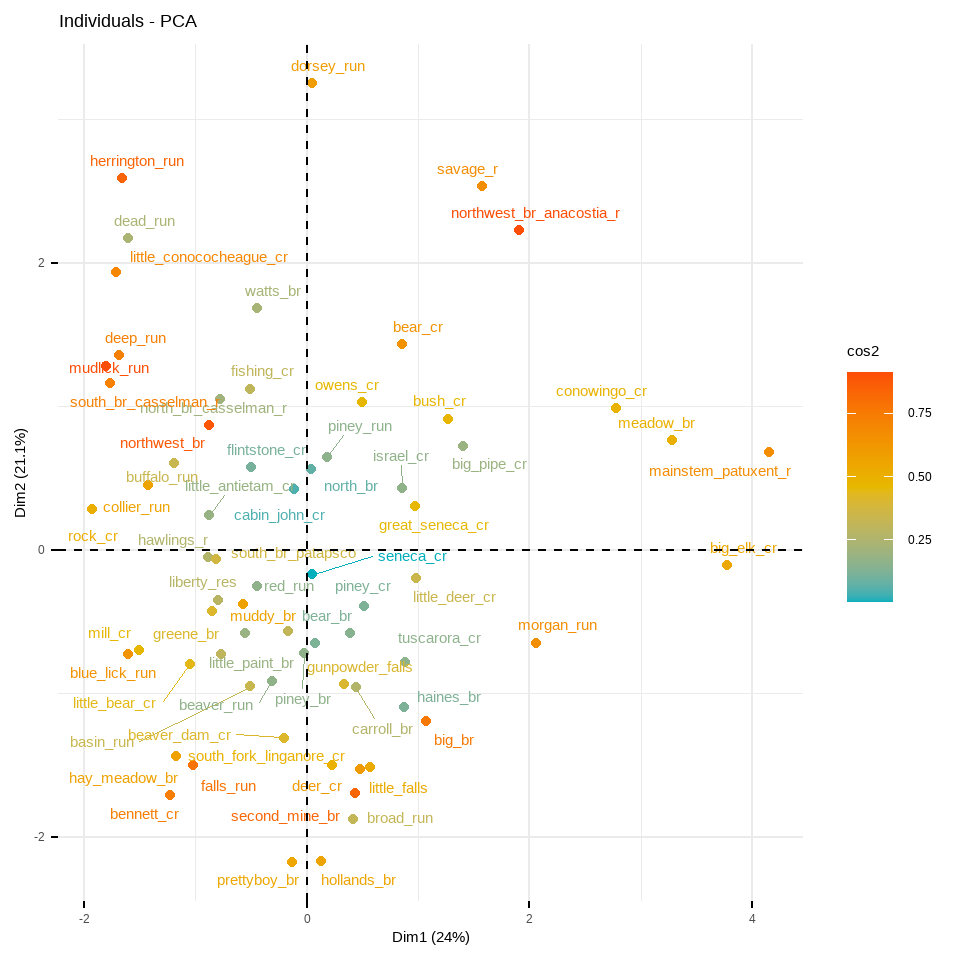 Individuals - PCA
dorsey_run
herrington_run
savage_r
northwest_br_anacostia_r
dead_run
little_conococheague_cr
2
watts_br
bear_cr
deep_run
cos2
mudlick_run
fishing_cr
owens_cr
conowingo_cr
south_br_casselman_r
north_br_casselman_r
bush_cr
0.75
meadow_br
piney_run
northwest_br
flintstone_cr
israel_cr
big_pipe_cr
mainstem_patuxent_r
buffalo_run
0.50
little_antietam_cr
north_br
collier_run
cabin_john_cr
great_seneca_cr
Dim2 (21.1%)
rock_cr
hawlings_r
0.25
0
south_br_patapsco
seneca_cr
big_elk_cr
liberty_res
red_run
piney_cr
little_deer_cr
muddy_br
bear_br
morgan_run
mill_cr
greene_br
tuscarora_cr
little_paint_br
gunpowder_falls
blue_lick_run
little_bear_cr
beaver_run
piney_br
haines_br
carroll_br
beaver_dam_cr
basin_run
big_br
south_fork_linganore_cr
hay_meadow_br
falls_run
deer_cr
little_falls
bennett_cr
second_mine_br
broad_run
-2
prettyboy_br
hollands_br
-2
0
2
4
Dim1 (24%)